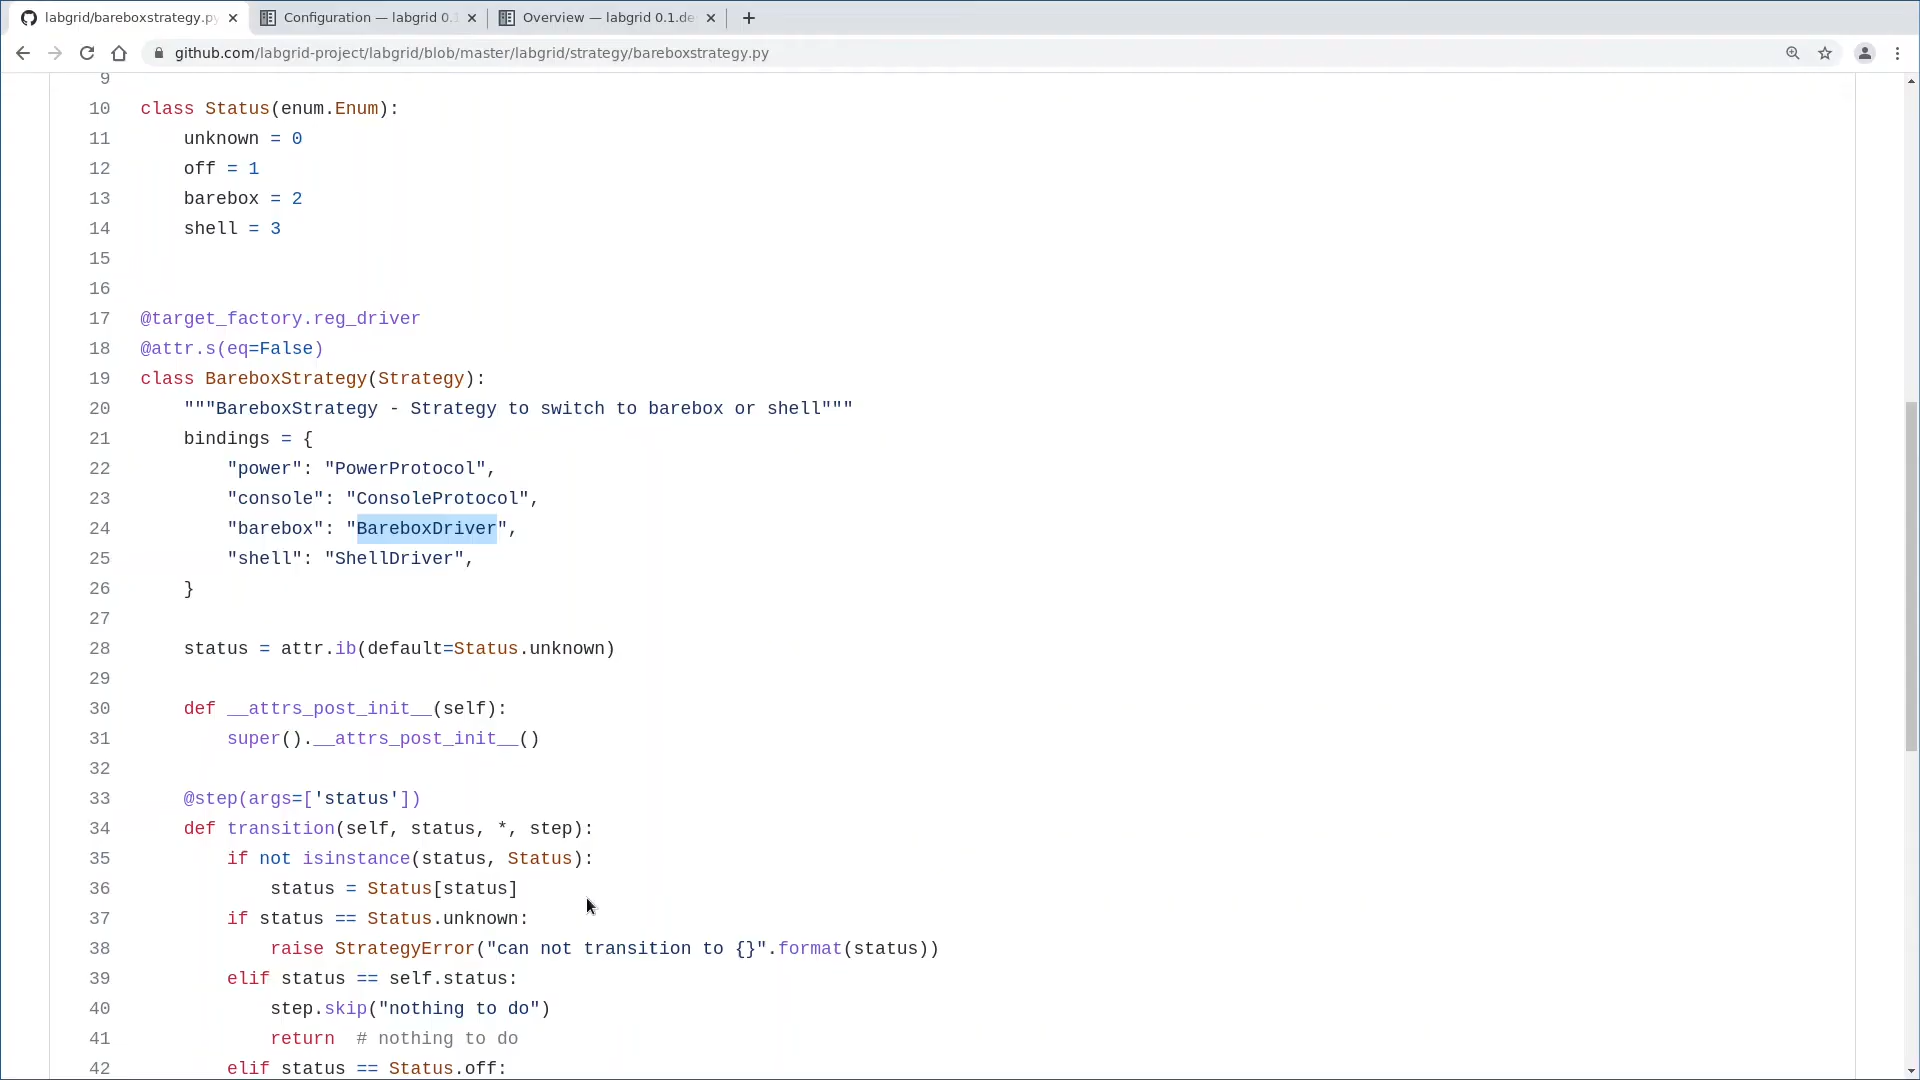 labgrid/bareboxstrategy.py
Configuration — labgrid 0.1
Overview — labgrid 0.1.de
github.com/labgrid-project/labgrid/blob/master/labgrid/strategy/bareboxstrategy.py
9
10 class Status(enum.Enum):
11     unknown = 0
12     off = 1
13     barebox = 2
14     shell = 3
15
16
17 @target_factory.reg_driver
18 @attr.s(eq=False)
19 class BareboxStrategy(Strategy):
20     """BareboxStrategy - Strategy to switch to barebox or shell"""
21     bindings = {
22         "power": "PowerProtocol",
23         "console": "ConsoleProtocol",
24         "barebox": "BareboxDriver",
25         "shell": "ShellDriver",
26     }
27
28     status = attr.ib(default=Status.unknown)
29
30     def __attrs_post_init__(self):
31         super().__attrs_post_init__()
32
33     @step(args=['status'])
34     def transition(self, status, *, step):
35         if not isinstance(status, Status):
36             status = Status[status]
37         if status == Status.unknown:
38             raise StrategyError("can not transition to {}".format(status))
39         elif status == self.status:
40             step.skip("nothing to do")
41             return  # nothing to do
42         elif status == Status.off: